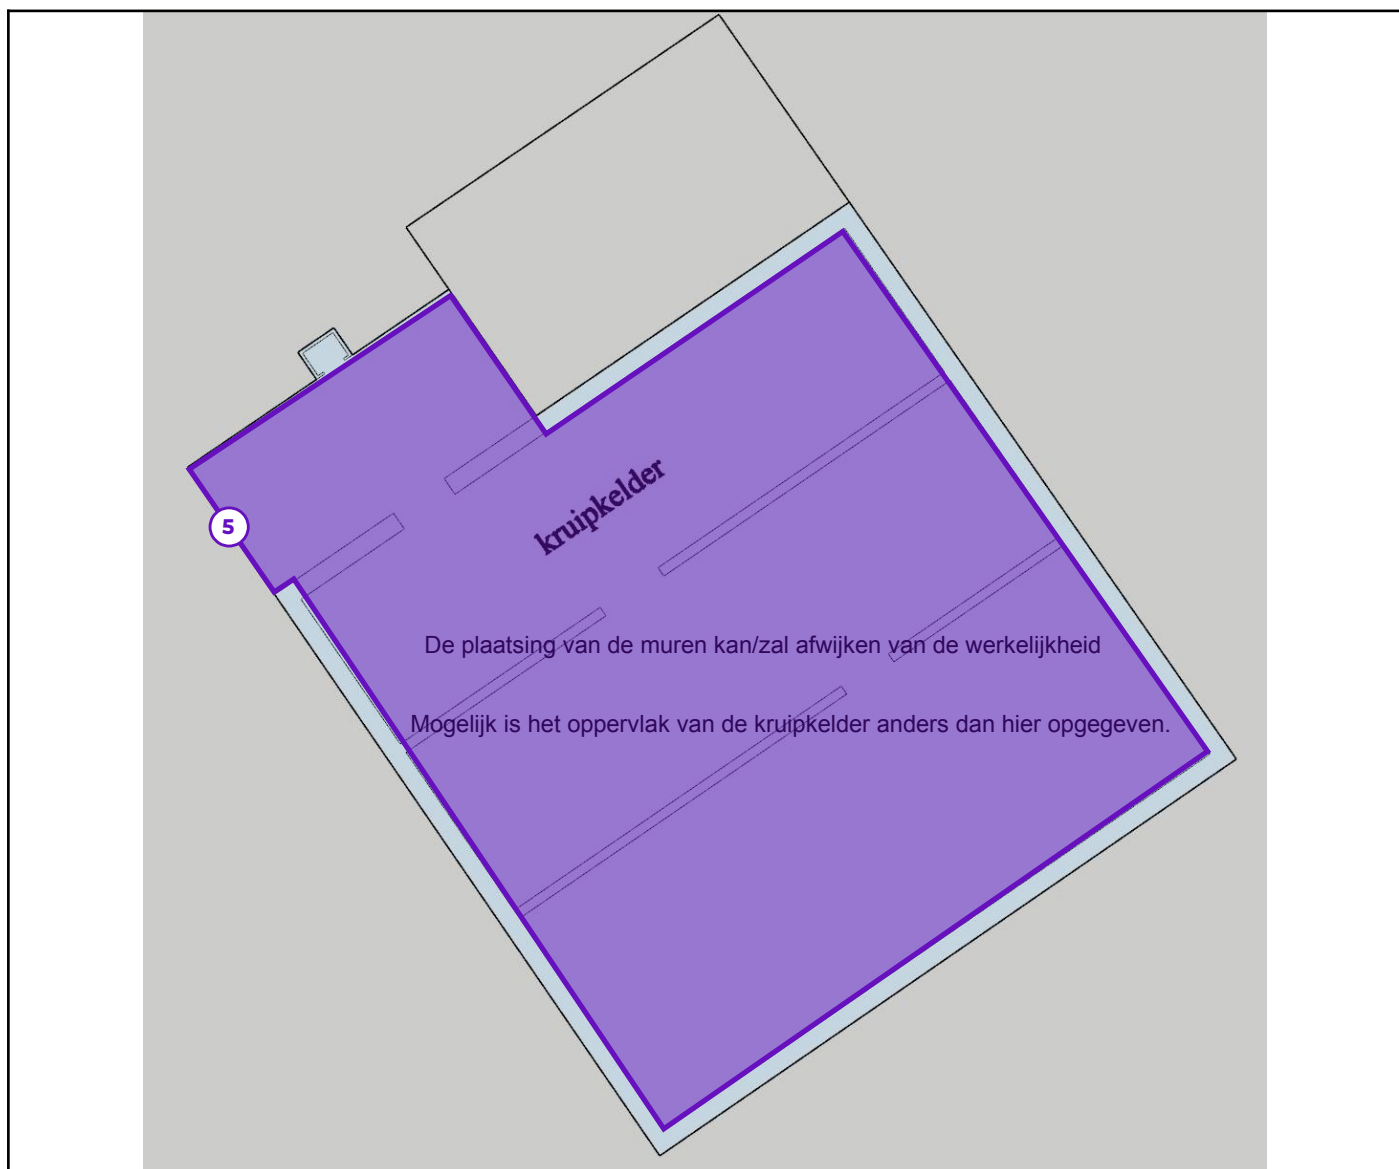 kruipkelder
5
De plaatsing van de muren kan/zal afwijken van de werkelijkheid
Mogelijk is het oppervlak van de kruipkelder anders dan hier opgegeven.